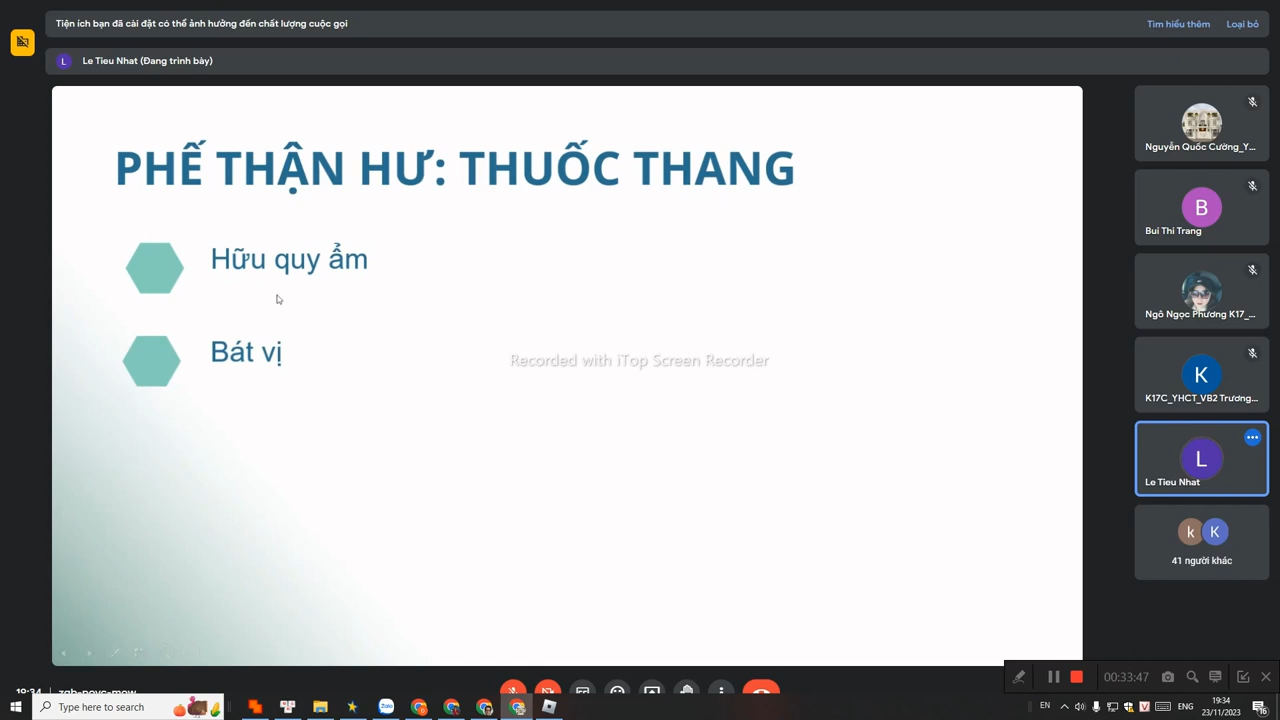 Tiện ích bạn đã cài đặt có thể ảnh hưởng đến chất lượng cuộc gọi
Tìm hiểu thêm
Loại bỏ
L
Le Tieu Nhat (Đang trình bày)
PHẾ THẬN HƯ: THUỐC THANG
Hữu quy ẩm
Bát vị
Recorded with iTop Screen Recorder
Nguyễn Quốc Cường_Y...
B
Bui Thi Trang
Ngô Ngọc Phương K17_...
K
K17C_YHCT_VB2 Trương...
L
Le Tieu Nhat
k K
41 người khác
00:33:47
19:34
Type here to search
Zalo
EN
ENG
19:34
23/11/2023